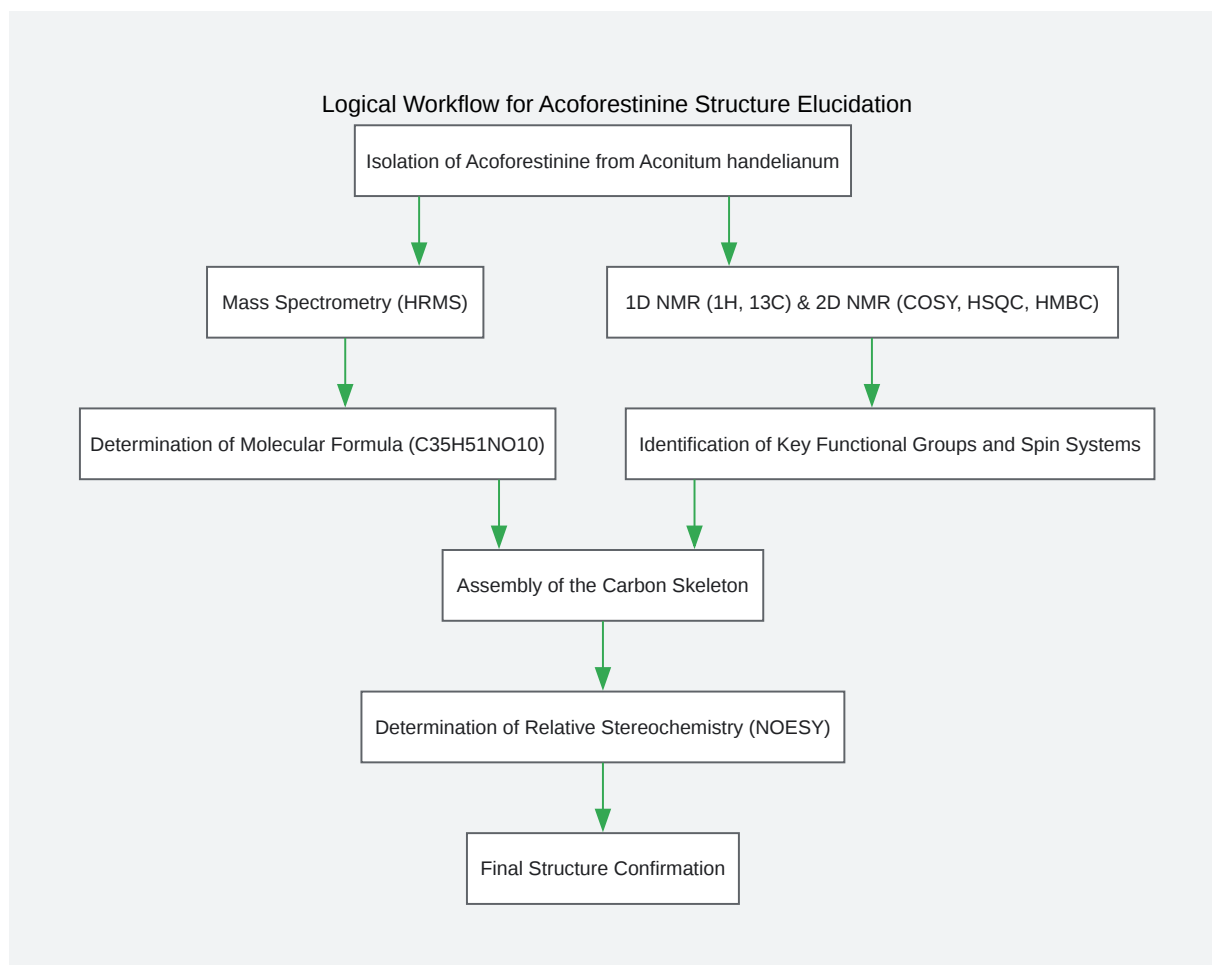 Logical Workflow for Acoforestinine Structure Elucidation
Isolation of Acoforestinine from Aconitum handelianum
Mass Spectrometry (HRMS)
1D NMR (1H, 13C) & 2D NMR (COSY, HSQC, HMBC)
Determination of Molecular Formula (C35H51NO10)
Identification of Key Functional Groups and Spin Systems
Assembly of the Carbon Skeleton
Determination of Relative Stereochemistry (NOESY)
Final Structure Confirmation